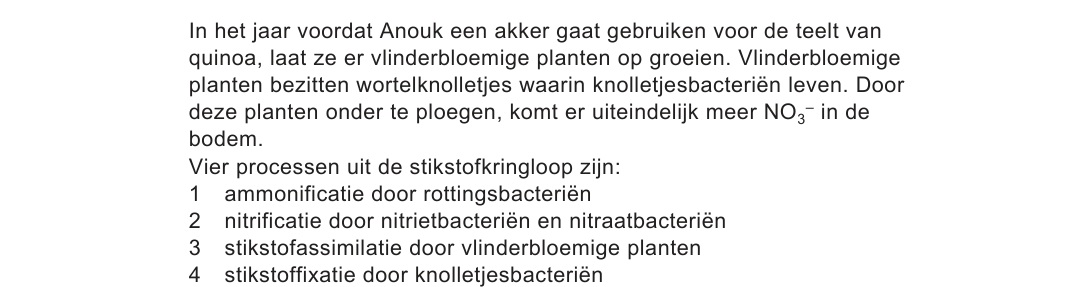 In het jaar voordat Anouk een akker gaat gebruiken voor de teelt van
quinoa, laat ze er vlinderbloemige planten op groeien. Vlinderbloemige
planten bezitten wortelknolletjes waarin knolletjesbacteriën leven. Door
deze planten onder te ploegen, komt er uiteindelijk meer NO₃⁻ in de
bodem.
Vier processen uit de stikstofkringloop zijn:
1 ammonificatie door rottingsbacteriën
2 nitrificatie door nitrietbacteriën en nitraatbacteriën
3 stikstofassimilatie door vlinderbloemige planten
4 stikstoffixatie door knolletjesbacteriën